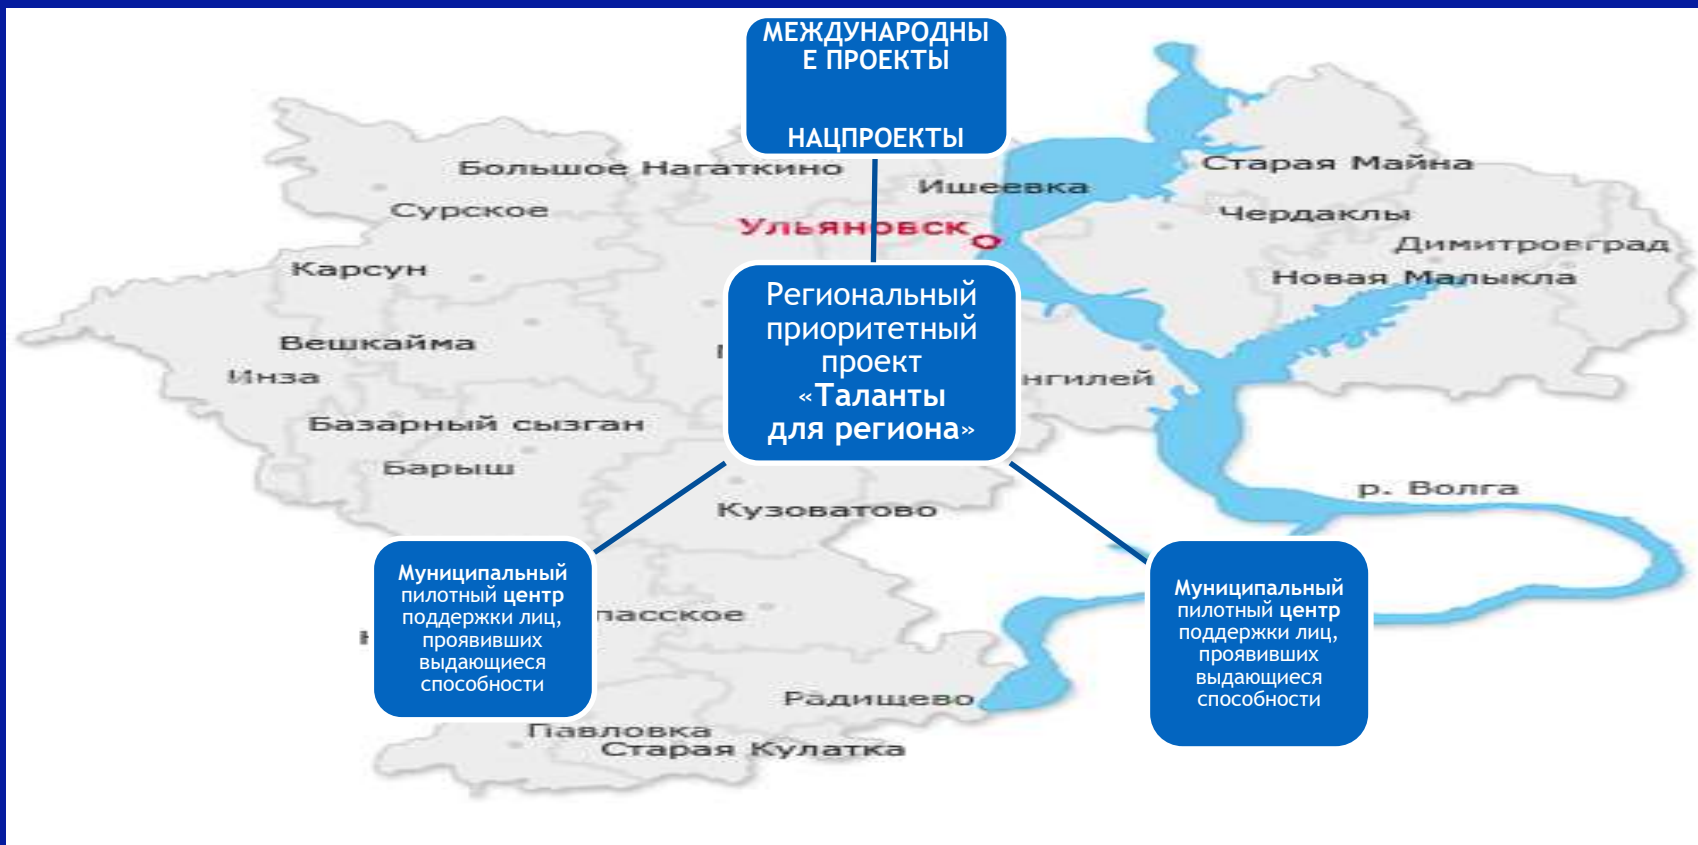 МЕЖДУНАРОДНЫ
Е ПРОЕКТЫ
НАЦПРОЕКТЫ
Большое Нагаткино
Старая Майна
Ишеевка
Сурское
Чердаклы
Ульяновск
Димитровград
Карсун
Новая Малыкла
Региональный
приоритетный
проект
«Таланты
для региона»
Вешкайма
Инза
нгилей
Базарный сызган
Барыш
р. Волга
Кузоватово
Муниципальный
пилотный центр
поддержки лиц,
проявивших
выдающиеся
способности
Муниципальный
пилотный центр
поддержки лиц,
проявивших
выдающиеся
способности
пасское
Радищево
Павловка
Старая Кулатка